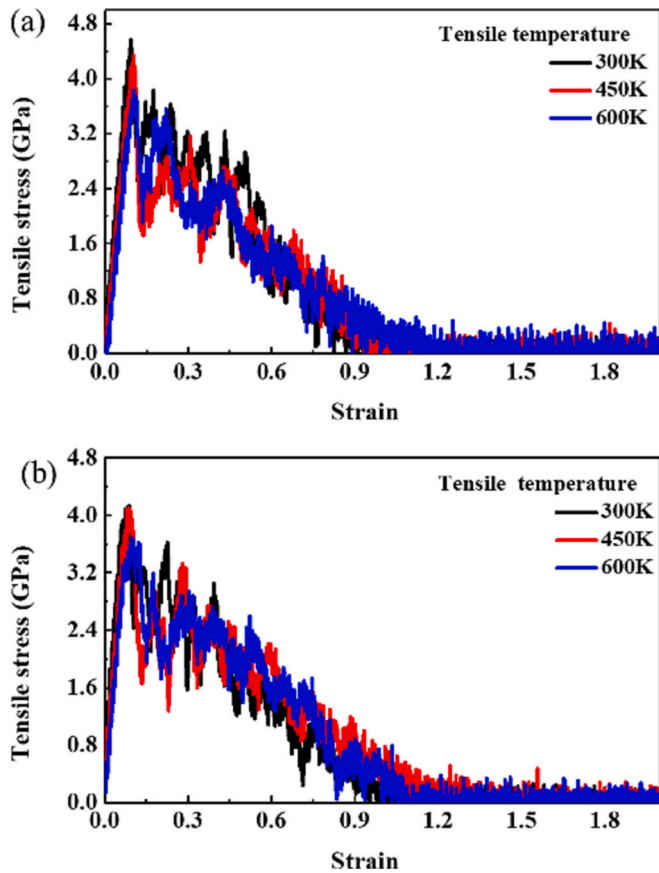 (a)
Tensile temperature
300K
450K
600K
4.8
4.0
3.2
2.4
1.6
0.8
0.0
Tensile stress (GPa)
0.0 0.3 0.6 0.9 1.2 1.5 1.8
Strain
(b)
Tensile temperature
300K
450K
600K
4.8
4.0
3.2
2.4
1.6
0.8
0.0
Tensile stress (GPa)
0.0 0.3 0.6 0.9 1.2 1.5 1.8
Strain